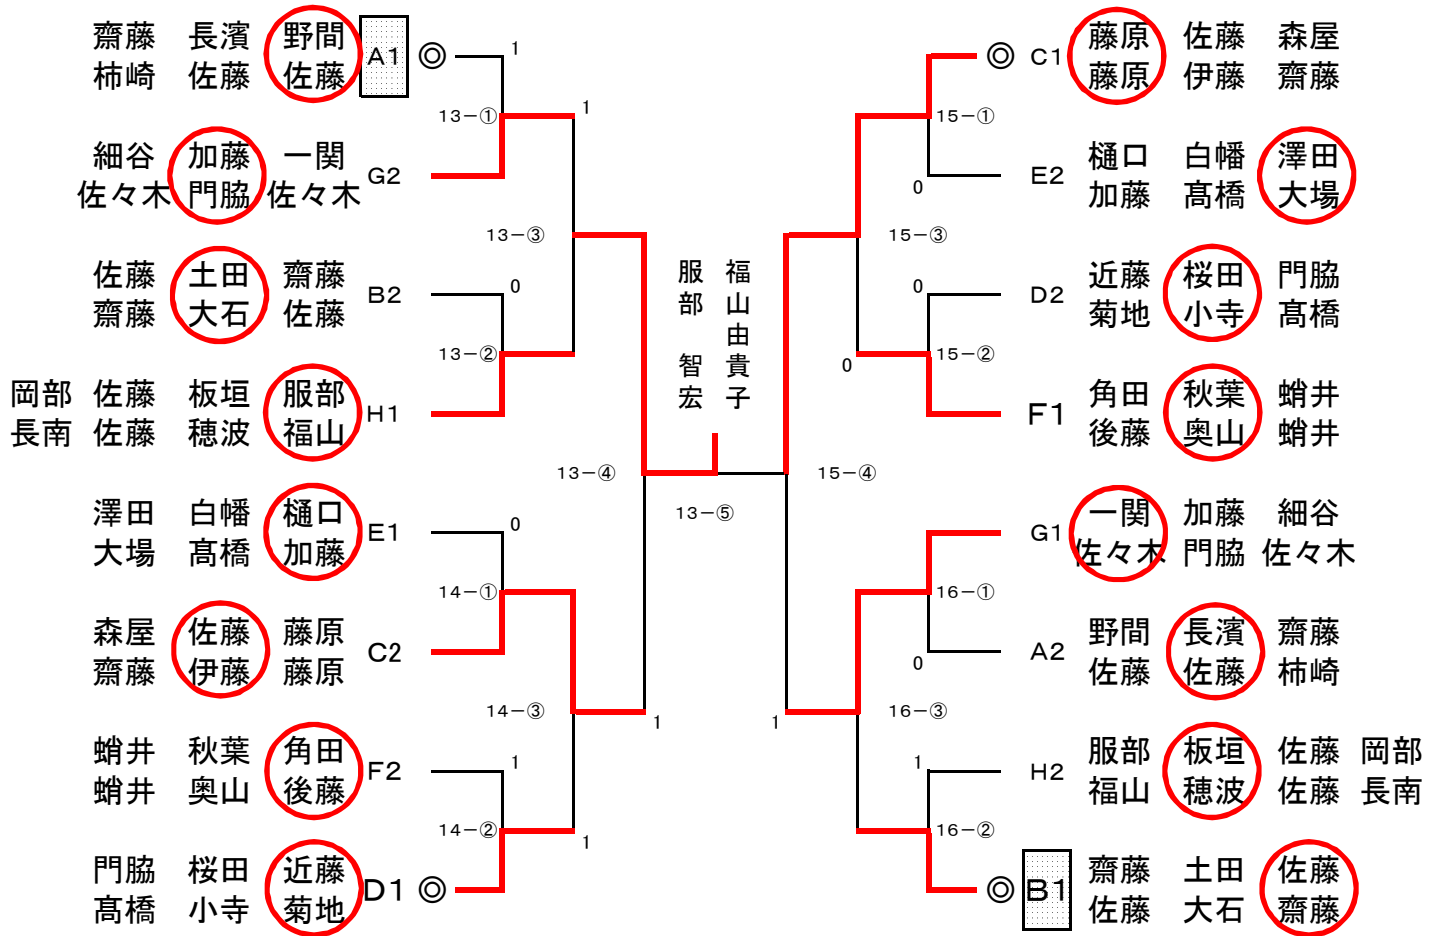 齋藤 長濱 野間 A1 ◎ 1
柿崎 佐藤 佐藤
13-① 1
細谷 加藤 一関 G2
佐々木 門脇 佐々木
13-③
佐藤 土田 齋藤 B2 0
齋藤 大石 佐藤
13-②
岡部 佐藤 板垣 服部 H1
長南 佐藤 穂波 福山
13-④
澤田 白幡 樋口 E1 0
大場 髙橋 加藤
14-①
森屋 佐藤 藤原 C2
齋藤 伊藤 藤原
14-③ 1
蛸井 秋葉 角田 F2 1
蛸井 奥山 後藤
14-② 1
門脇 桜田 近藤 D1 ◎
髙橋 小寺 菊地
福山由貴子
服部 智宏
13-⑤
◎ C1 藤原 佐藤 森屋
藤原 伊藤 齋藤
15-①
0 E2 樋口 白幡 澤田
加藤 髙橋 大場
15-③
0 D2 近藤 桜田 門脇
菊地 小寺 髙橋
0 15-②
F1 角田 秋葉 蛸井
後藤 奥山 蛸井
15-④
G1 一関 加藤 細谷
佐々木 門脇 佐々木
16-①
0 A2 野間 長濱 齋藤
佐藤 佐藤 柿崎
1 16-③
1 H2 服部 板垣 佐藤 岡部
福山 穂波 佐藤 長南
16-②
◎ B1 齋藤 土田 佐藤
佐藤 大石 齋藤